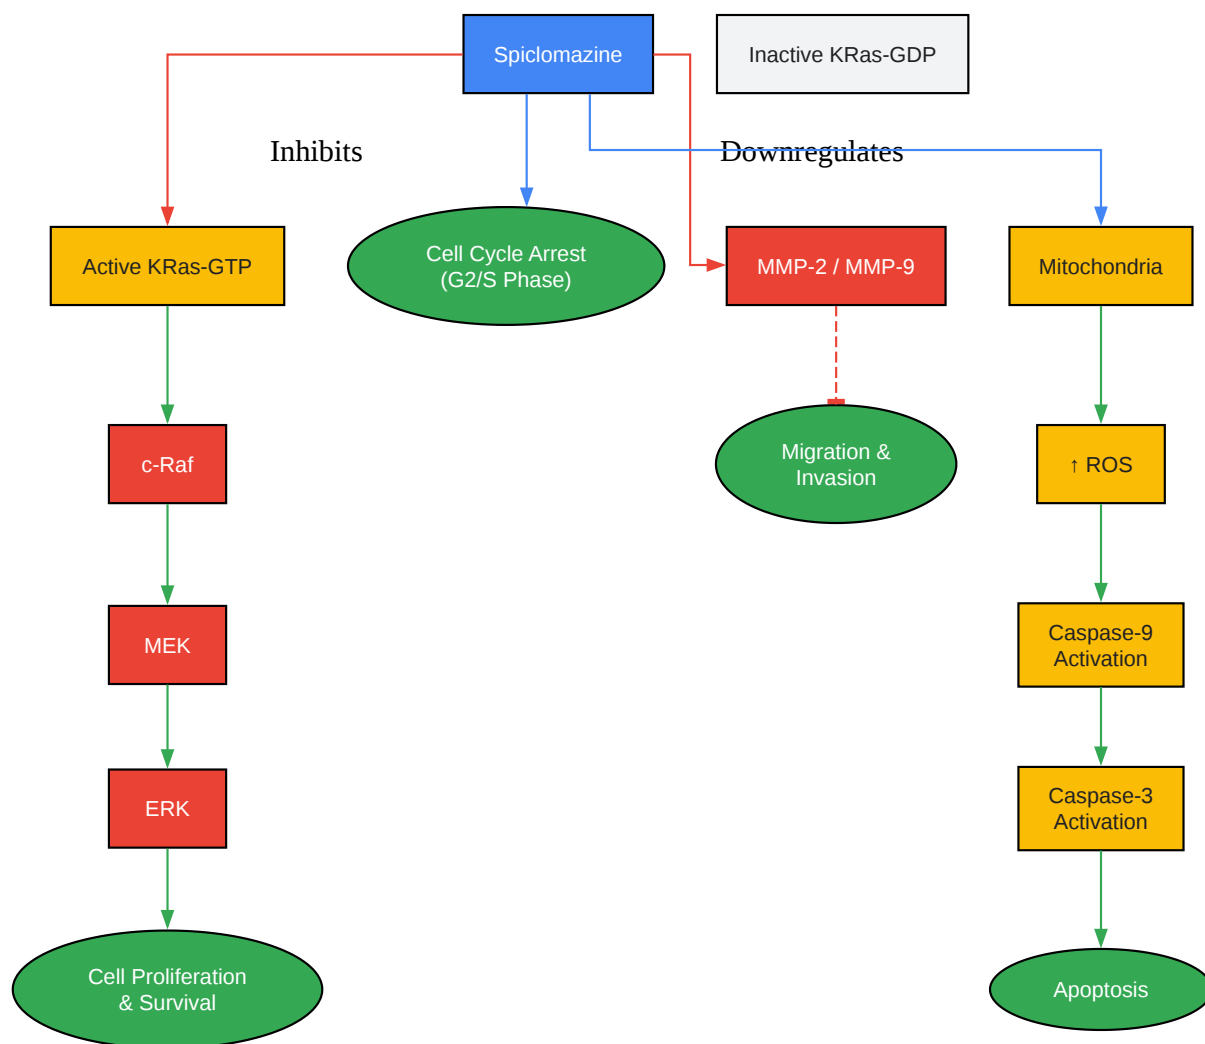 Spiclomazine
Inactive KRas-GDP
Inhibits
Downregulates
Active KRas-GTP
Cell Cycle Arrest
(G2/S Phase)
MMP-2 / MMP-9
Mitochondria
c-Raf
Migration &
Invasion
↑ ROS
MEK
Caspase-9
Activation
ERK
Caspase-3
Activation
Cell Proliferation
& Survival
Apoptosis